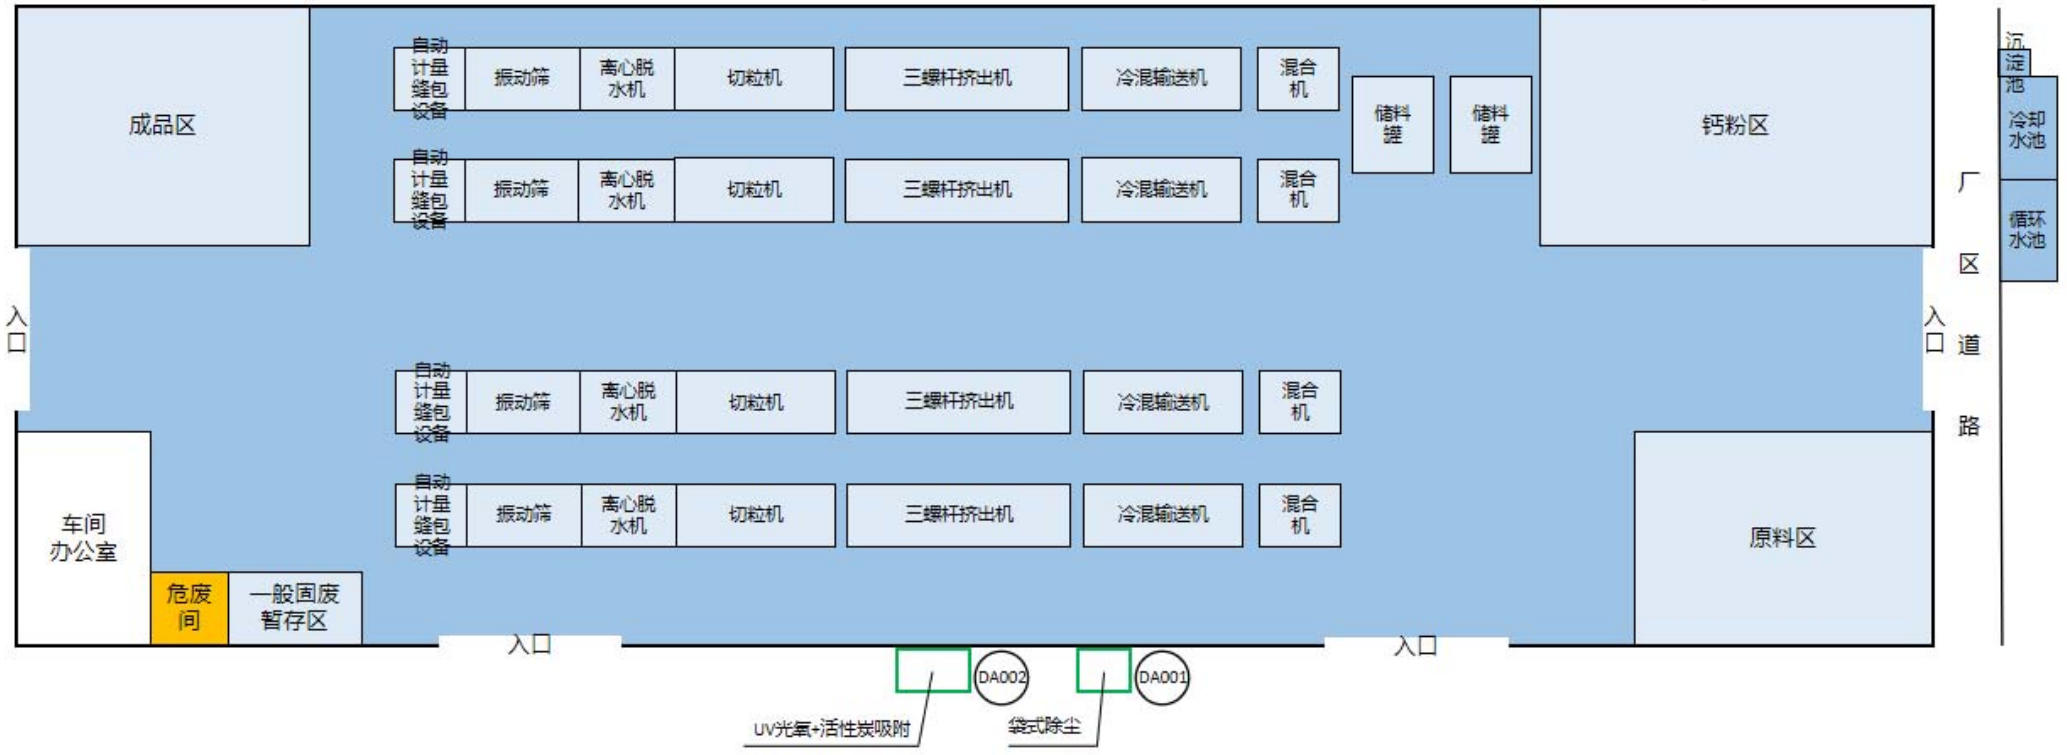 成品区
自动
计量
缝包
设备
振动筛
离心脱
水机
切粒机
三螺杆挤出机
冷混输送机
混合
机
储料
罐
储料
罐
钙粉区
自动
计量
缝包
设备
振动筛
离心脱
水机
切粒机
三螺杆挤出机
冷混输送机
混合
机
沉
淀
池
冷却
水池
循环
水池
厂
区
道
路
入
口
入
口
自动
计量
缝包
设备
振动筛
离心脱
水机
切粒机
三螺杆挤出机
冷混输送机
混合
机
自动
计量
缝包
设备
振动筛
离心脱
水机
切粒机
三螺杆挤出机
冷混输送机
混合
机
车间
办公室
危废
间
一般固废
暂存区
原料区
入口
入口
DA002
DA001
UV光氧+活性炭吸附
袋式除尘